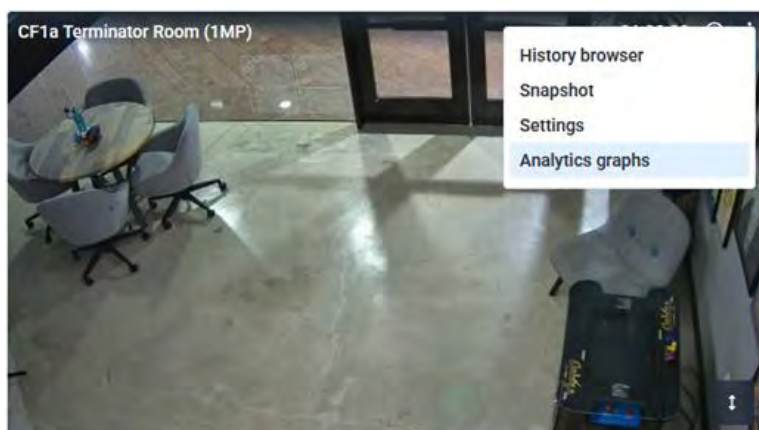 CF1a Terminator Room (1MP)
History browser
Snapshot
Settings
Analytics graphs